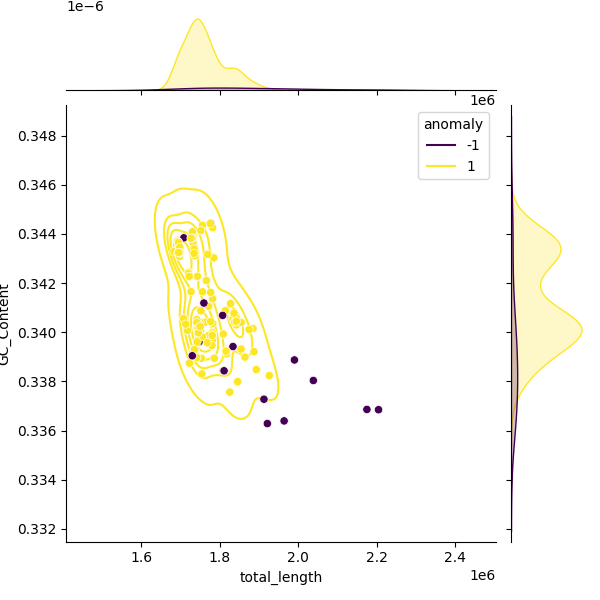 1e−6
1e6
anomaly
-1
1
0.348
0.346
0.344
0.342
0.340
0.338
0.336
0.334
0.332
GC_Content
1.6 1.8 2.0 2.2 2.4
1e6
total_length